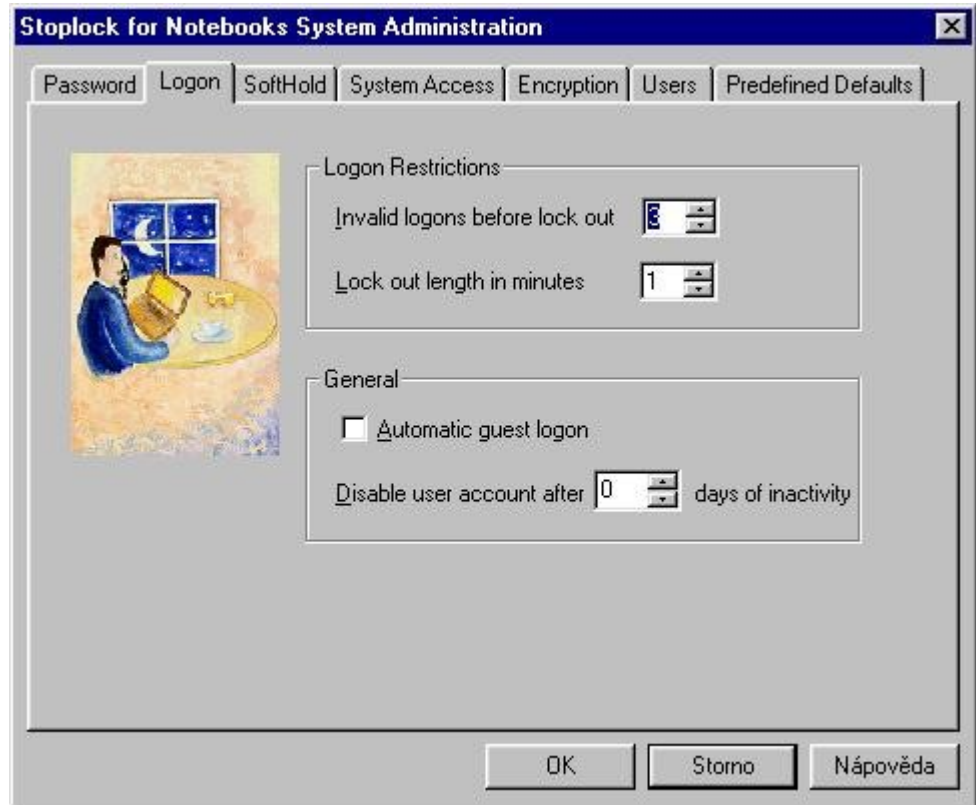 Stoplock for Notebooks System Administration
Password Logon SoftHold System Access Encryption Users Predefined Defaults
Logon Restrictions
Invalid logons before lock out 3
Lock out length in minutes 1
General
Automatic guest logon
Disable user account after 0 days of inactivity
OK Storno Nápověda